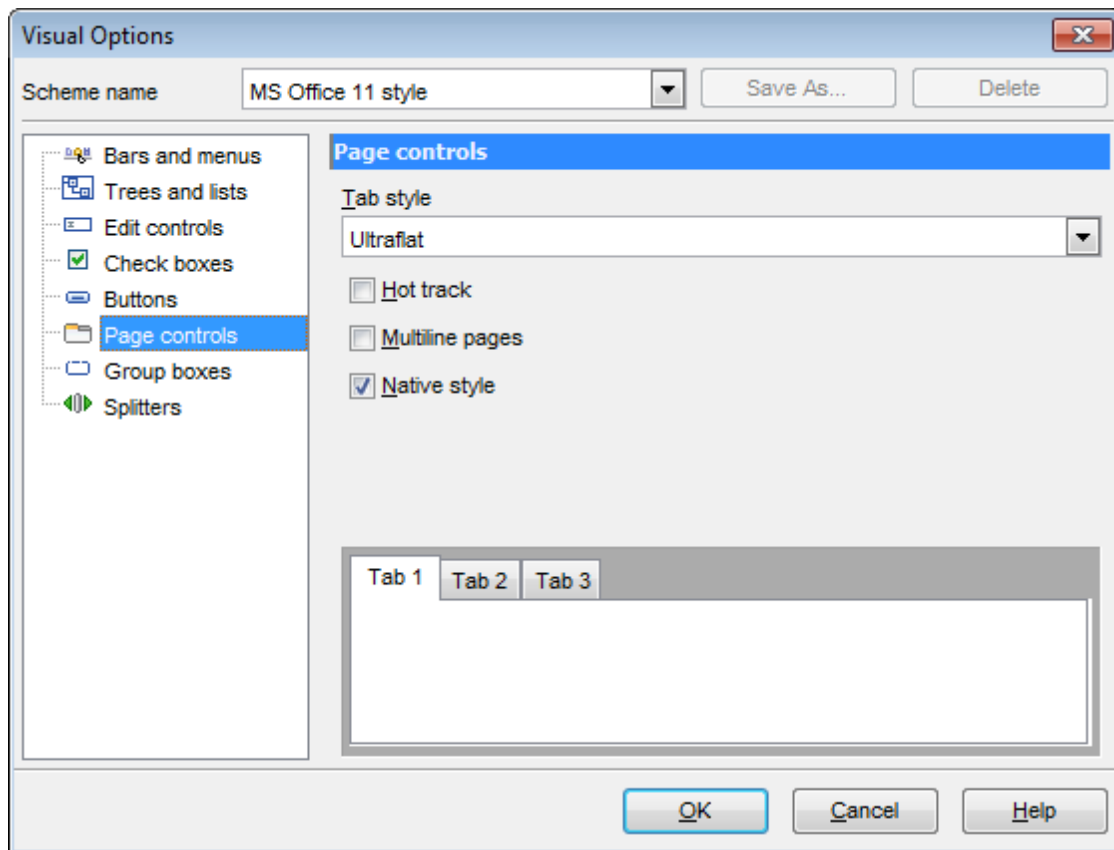 Visual Options
Scheme name MS Office 11 style Save As... Delete
Bars and menus
Trees and lists
Edit controls
Check boxes
Buttons
Page controls
Group boxes
Splitters
Page controls
Tab style
Ultraflat
Hot track
Multiline pages
Native style
Tab 1 Tab 2 Tab 3
OK Cancel Help